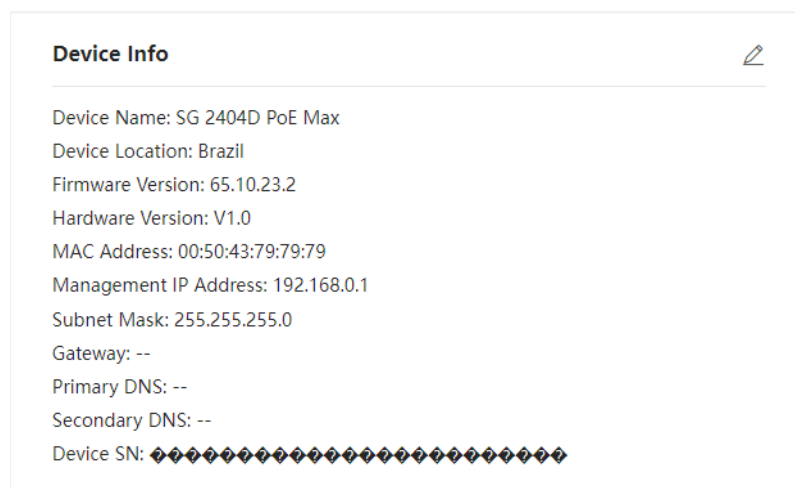 Device Info
Device Name: SG 2404D PoE Max
Device Location: Brazil
Firmware Version: 65.10.23.2
Hardware Version: V1.0
MAC Address: 00:50:43:79:79:79
Management IP Address: 192.168.0.1
Subnet Mask: 255.255.255.0
Gateway: --
Primary DNS: --
Secondary DNS: --
Device SN: ������������������������